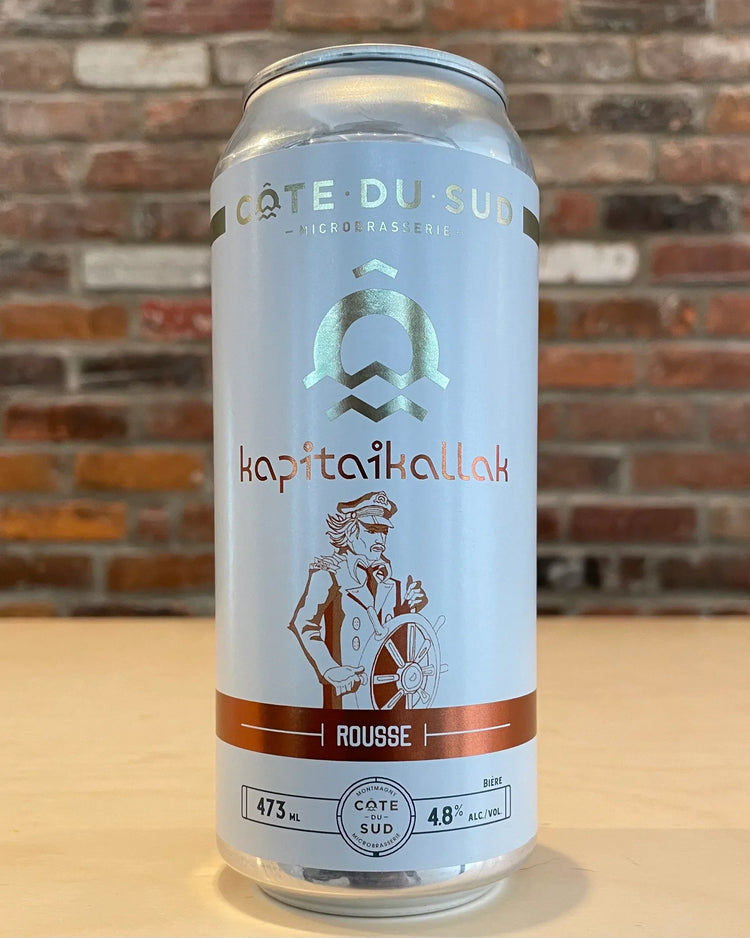 CÔTE · DU · SUD
MICROBRASSERIE
kapitaikallak
ROUSSE
BIÈRE
473 ML
4.8% ALC./VOL.
MONTMAGNY
CÔTE
DU
SUD
MICROBRASSERIE